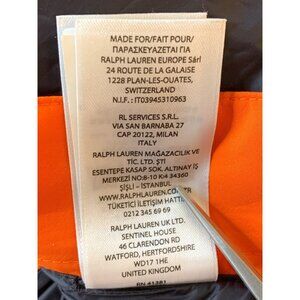 MADE FOR/FAIT POUR/
ΠΑΡΑΣΚΕΥΑΖΕΤΑΙ ΓΙΑ
RALPH LAUREN EUROPE Sàrl
24 ROUTE DE LA GALAISE
1228 PLAN-LES-OUATES,
SWITZERLAND
N.I.F.: IT03945310963
RL SERVICES S.R.L.
VIA SAN BARNABA 27
CAP 20122, MILAN
ITALY
RALPH LAUREN MAĞAZACILIK VE
TİC. LTD. ŞTİ
ESENTEPE KASAP SOK. ALTINAY İŞ
MERKEZİ NO:8-10 K:4 34360
ŞİŞLİ - İSTANBUL
WWW.RALPHLAUREN.CO
TÜKETİCİ İLETİŞİM HATTI
0212 345 69 69
RALPH LAUREN UK LTD.
SENTINEL HOUSE
46 CLARENDON RD
WATFORD, HERTFORDSHIRE
WD17 1HE
UNITED KINGDOM
RN 41381